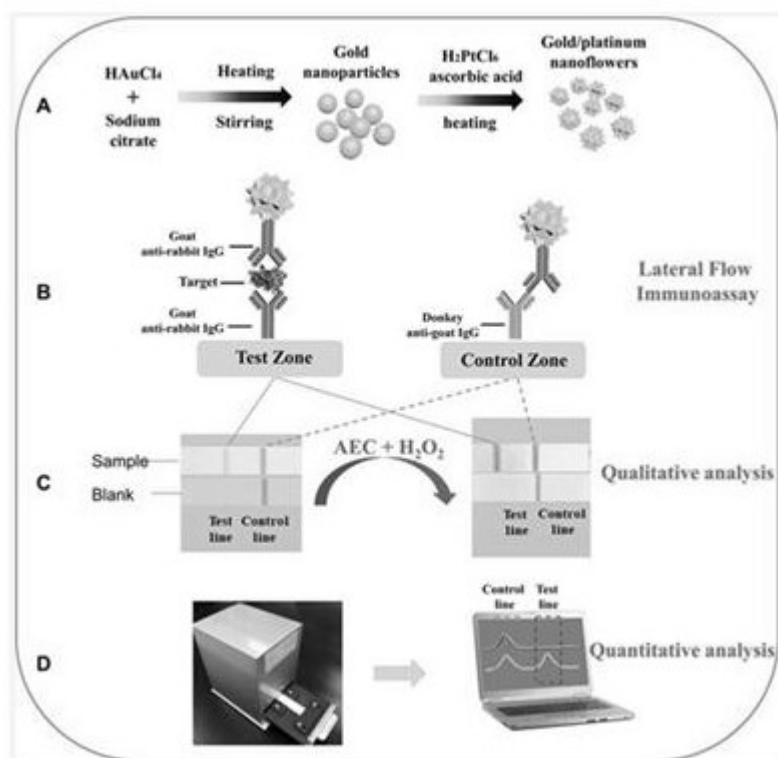 A
HAuCl₄
+
Sodium
citrate
Heating
Stirring
Gold
nanoparticles
H₂PtCl₆
ascorbic acid
heating
Gold/platinum
nanoflowers
B
Goat
anti-rabbit IgG
Target
Goat
anti-rabbit IgG
Test Zone
Donkey
anti-goat IgG
Control Zone
Lateral Flow
Immunoassay
C
Sample
Blank
Test
line
Control
line
AEC + H₂O₂
Test
line
Control
line
Qualitative analysis
D
Control
line
Test
line
Quantitative analysis